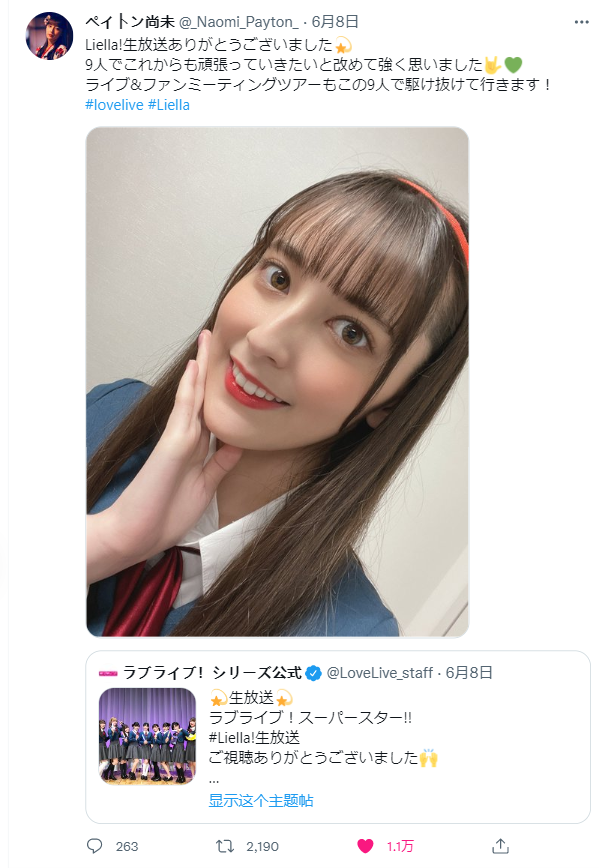 ペイトン尚未 @_Naomi_Payton_ · 6月8日
Liella!生放送ありがとうございました💫
9人でこれからも頑張っていきたいと改めて強く思いました🤟💚
ライブ&ファンミーティングツアーもこの9人で駆け抜けて行きます！
#lovelive #Liella
ラブライブ！シリーズ公式 @LoveLive_staff · 6月8日
💫生放送💫
ラブライブ！スーパースター!!
#Liella!生放送
ご視聴ありがとうございました🙌
...
显示这个主题帖
263 2,190 1.1万